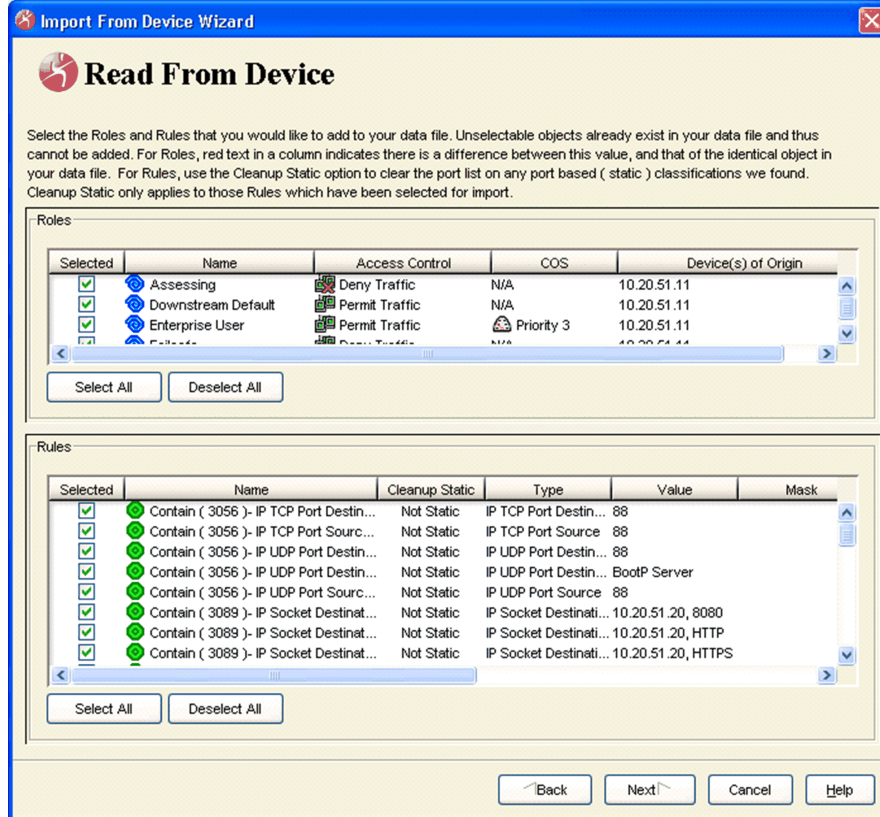 Import From Device Wizard
Read From Device
Select the Roles and Rules that you would like to add to your data file. Unselectable objects already exist in your data file and thus
cannot be added. For Roles, red text in a column indicates there is a difference between this value, and that of the identical object in
your data file. For Rules, use the Cleanup Static option to clear the port list on any port based ( static ) classifications we found.
Cleanup Static only applies to those Rules which have been selected for import.
Roles
Selected Name Access Control COS Device(s) of Origin
Assessing Deny Traffic N/A 10.20.51.11
Downstream Default Permit Traffic N/A 10.20.51.11
Enterprise User Permit Traffic Priority 3 10.20.51.11
Select All Deselect All
Rules
Selected Name Cleanup Static Type Value Mask
Contain ( 3056 )- IP TCP Port Destin... Not Static IP TCP Port Destin... 88
Contain ( 3056 )- IP TCP Port Sourc... Not Static IP TCP Port Source 88
Contain ( 3056 )- IP UDP Port Destin... Not Static IP UDP Port Destin... 88
Contain ( 3056 )- IP UDP Port Destin... Not Static IP UDP Port Destin... BootP Server
Contain ( 3056 )- IP UDP Port Sourc... Not Static IP UDP Port Source 88
Contain ( 3089 )- IP Socket Destinat... Not Static IP Socket Destinati... 10.20.51.20, 8080
Contain ( 3089 )- IP Socket Destinat... Not Static IP Socket Destinati... 10.20.51.20, HTTP
Contain ( 3089 )- IP Socket Destinat... Not Static IP Socket Destinati... 10.20.51.20, HTTPS
Select All Deselect All
Back Next Cancel Help